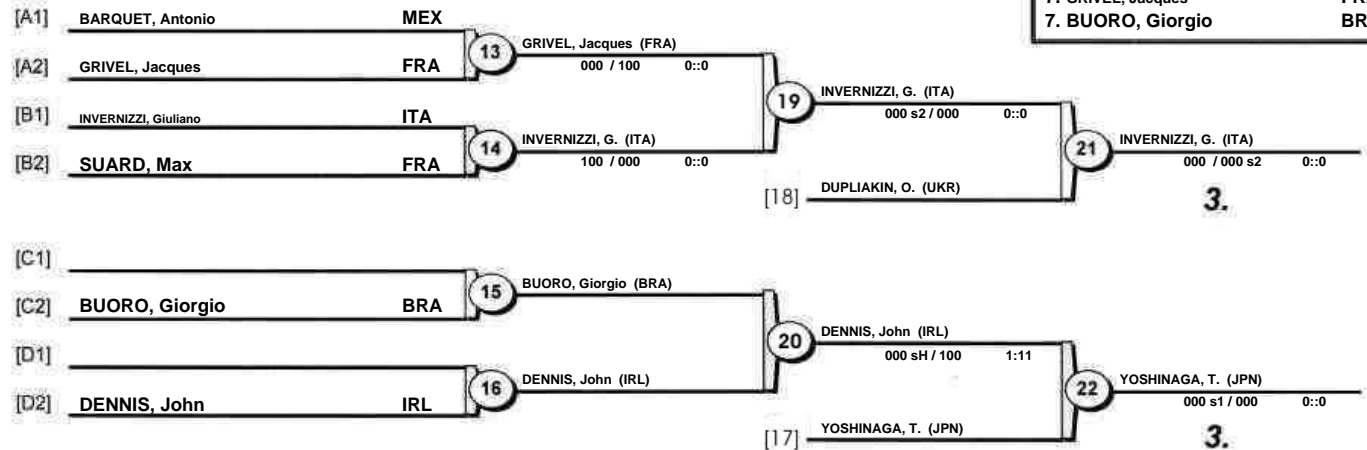 7. GRIVEL, Jacques
7. BUORO, Giorgio BR
[A1] BARQUET, Antonio MEX
[A2] GRIVEL, Jacques FRA
13 GRIVEL, Jacques (FRA)
000 / 100 0::0
[B1] INVERNIZZI, Giuliano ITA
[B2] SUARD, Max FRA
14 INVERNIZZI, G. (ITA)
100 / 000 0::0
19 INVERNIZZI, G. (ITA)
000 s2 / 000 0::0
[18] DUPLIAKIN, O. (UKR)
21 INVERNIZZI, G. (ITA)
000 / 000 s2 0::0
3.
[C1]
[C2] BUORO, Giorgio BRA
15 BUORO, Giorgio (BRA)
[D1]
[D2] DENNIS, John IRL
16 DENNIS, John (IRL)
20 DENNIS, John (IRL)
000 sH / 100 1:11
[17] YOSHINAGA, T. (JPN)
22 YOSHINAGA, T. (JPN)
000 s1 / 000 0::0
3.